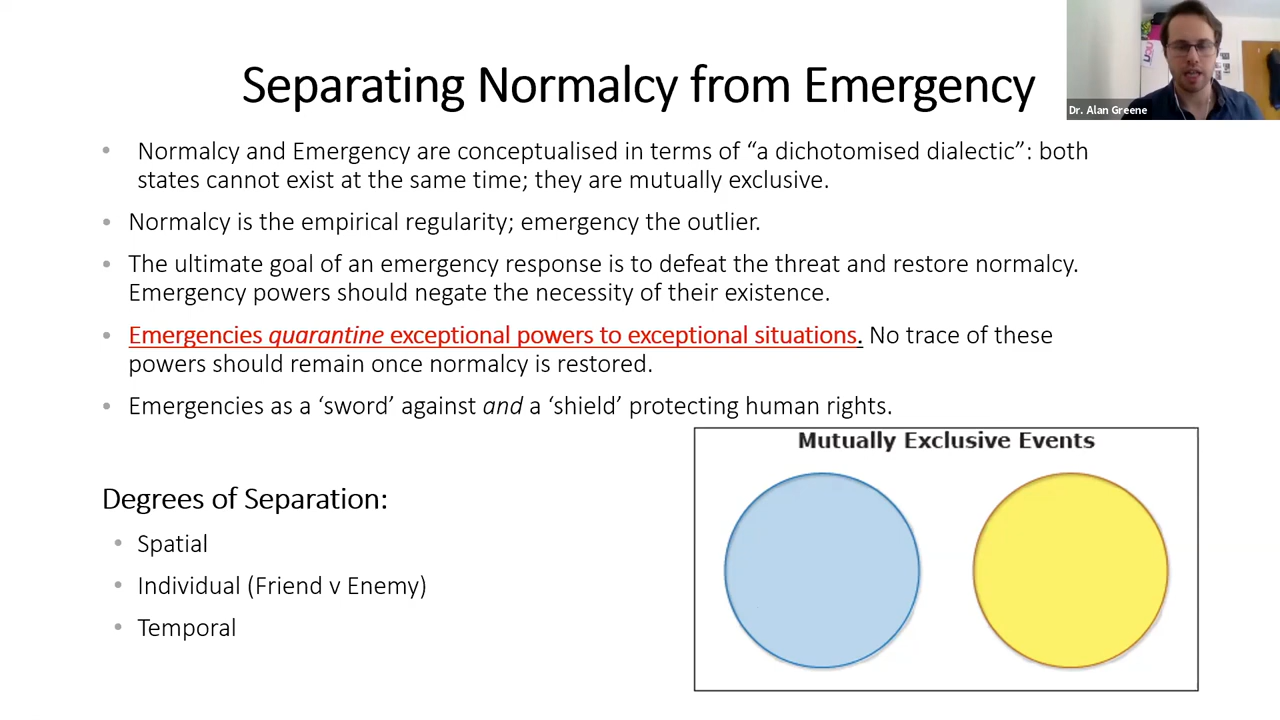 Separating Normalcy from Emergency
Dr. Alan Greene
• Normalcy and Emergency are conceptualised in terms of “a dichotomised dialectic”: both
states cannot exist at the same time; they are mutually exclusive.
• Normalcy is the empirical regularity; emergency the outlier.
• The ultimate goal of an emergency response is to defeat the threat and restore normalcy.
Emergency powers should negate the necessity of their existence.
• Emergencies quarantine exceptional powers to exceptional situations. No trace of these
powers should remain once normalcy is restored.
• Emergencies as a ‘sword’ against and a ‘shield’ protecting human rights.
Mutually Exclusive Events
Degrees of Separation:
• Spatial
• Individual (Friend v Enemy)
• Temporal